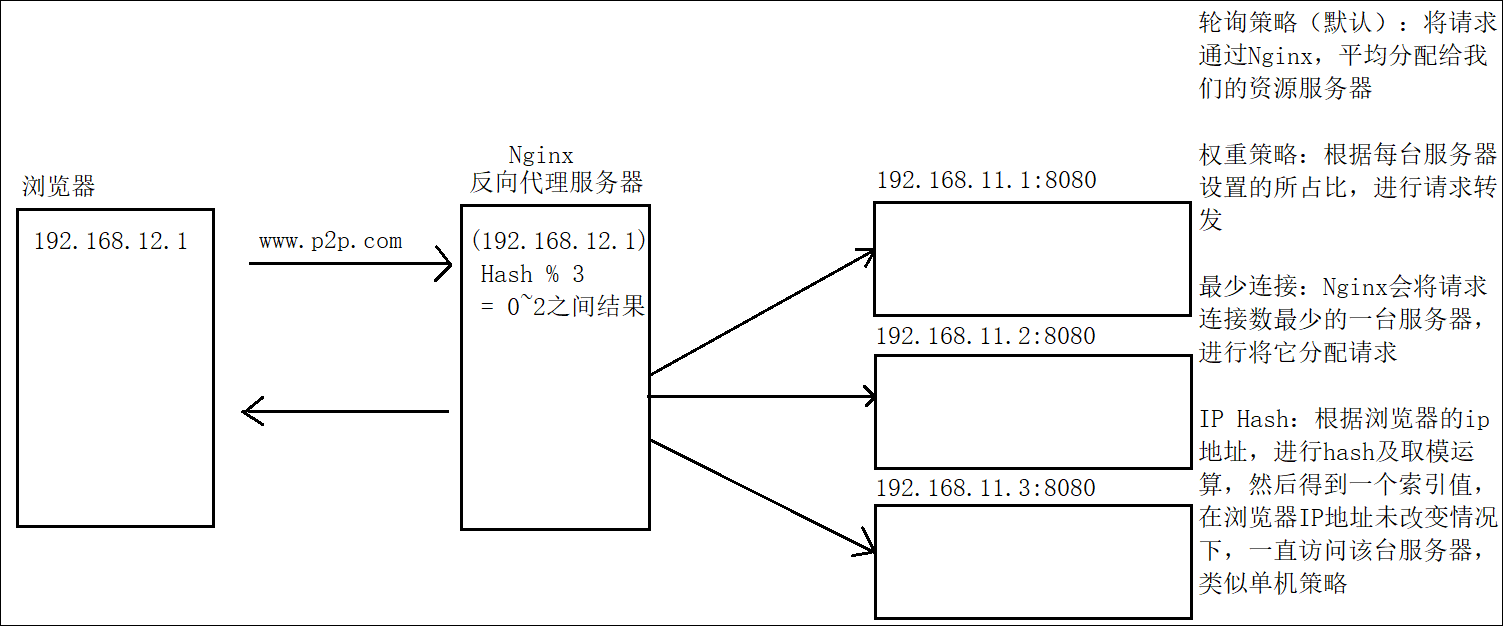 浏览器
192.168.12.1
www.p2p.com
Nginx
反向代理服务器
(192.168.12.1)
Hash % 3
= 0~2之间结果
192.168.11.1:8080
192.168.11.2:8080
192.168.11.3:8080
轮询策略（默认）：将请求
通过Nginx，平均分配给我
们的资源服务器
权重策略：根据每台服务器
设置的所占比，进行请求转
发
最少连接：Nginx会将请求
连接数最少的一台服务器，
进行将它分配请求
IP Hash：根据浏览器的ip
地址，进行hash及取模运
算，然后得到一个索引值，
在浏览器IP地址未改变情况
下，一直访问该台服务器，
类似单机策略